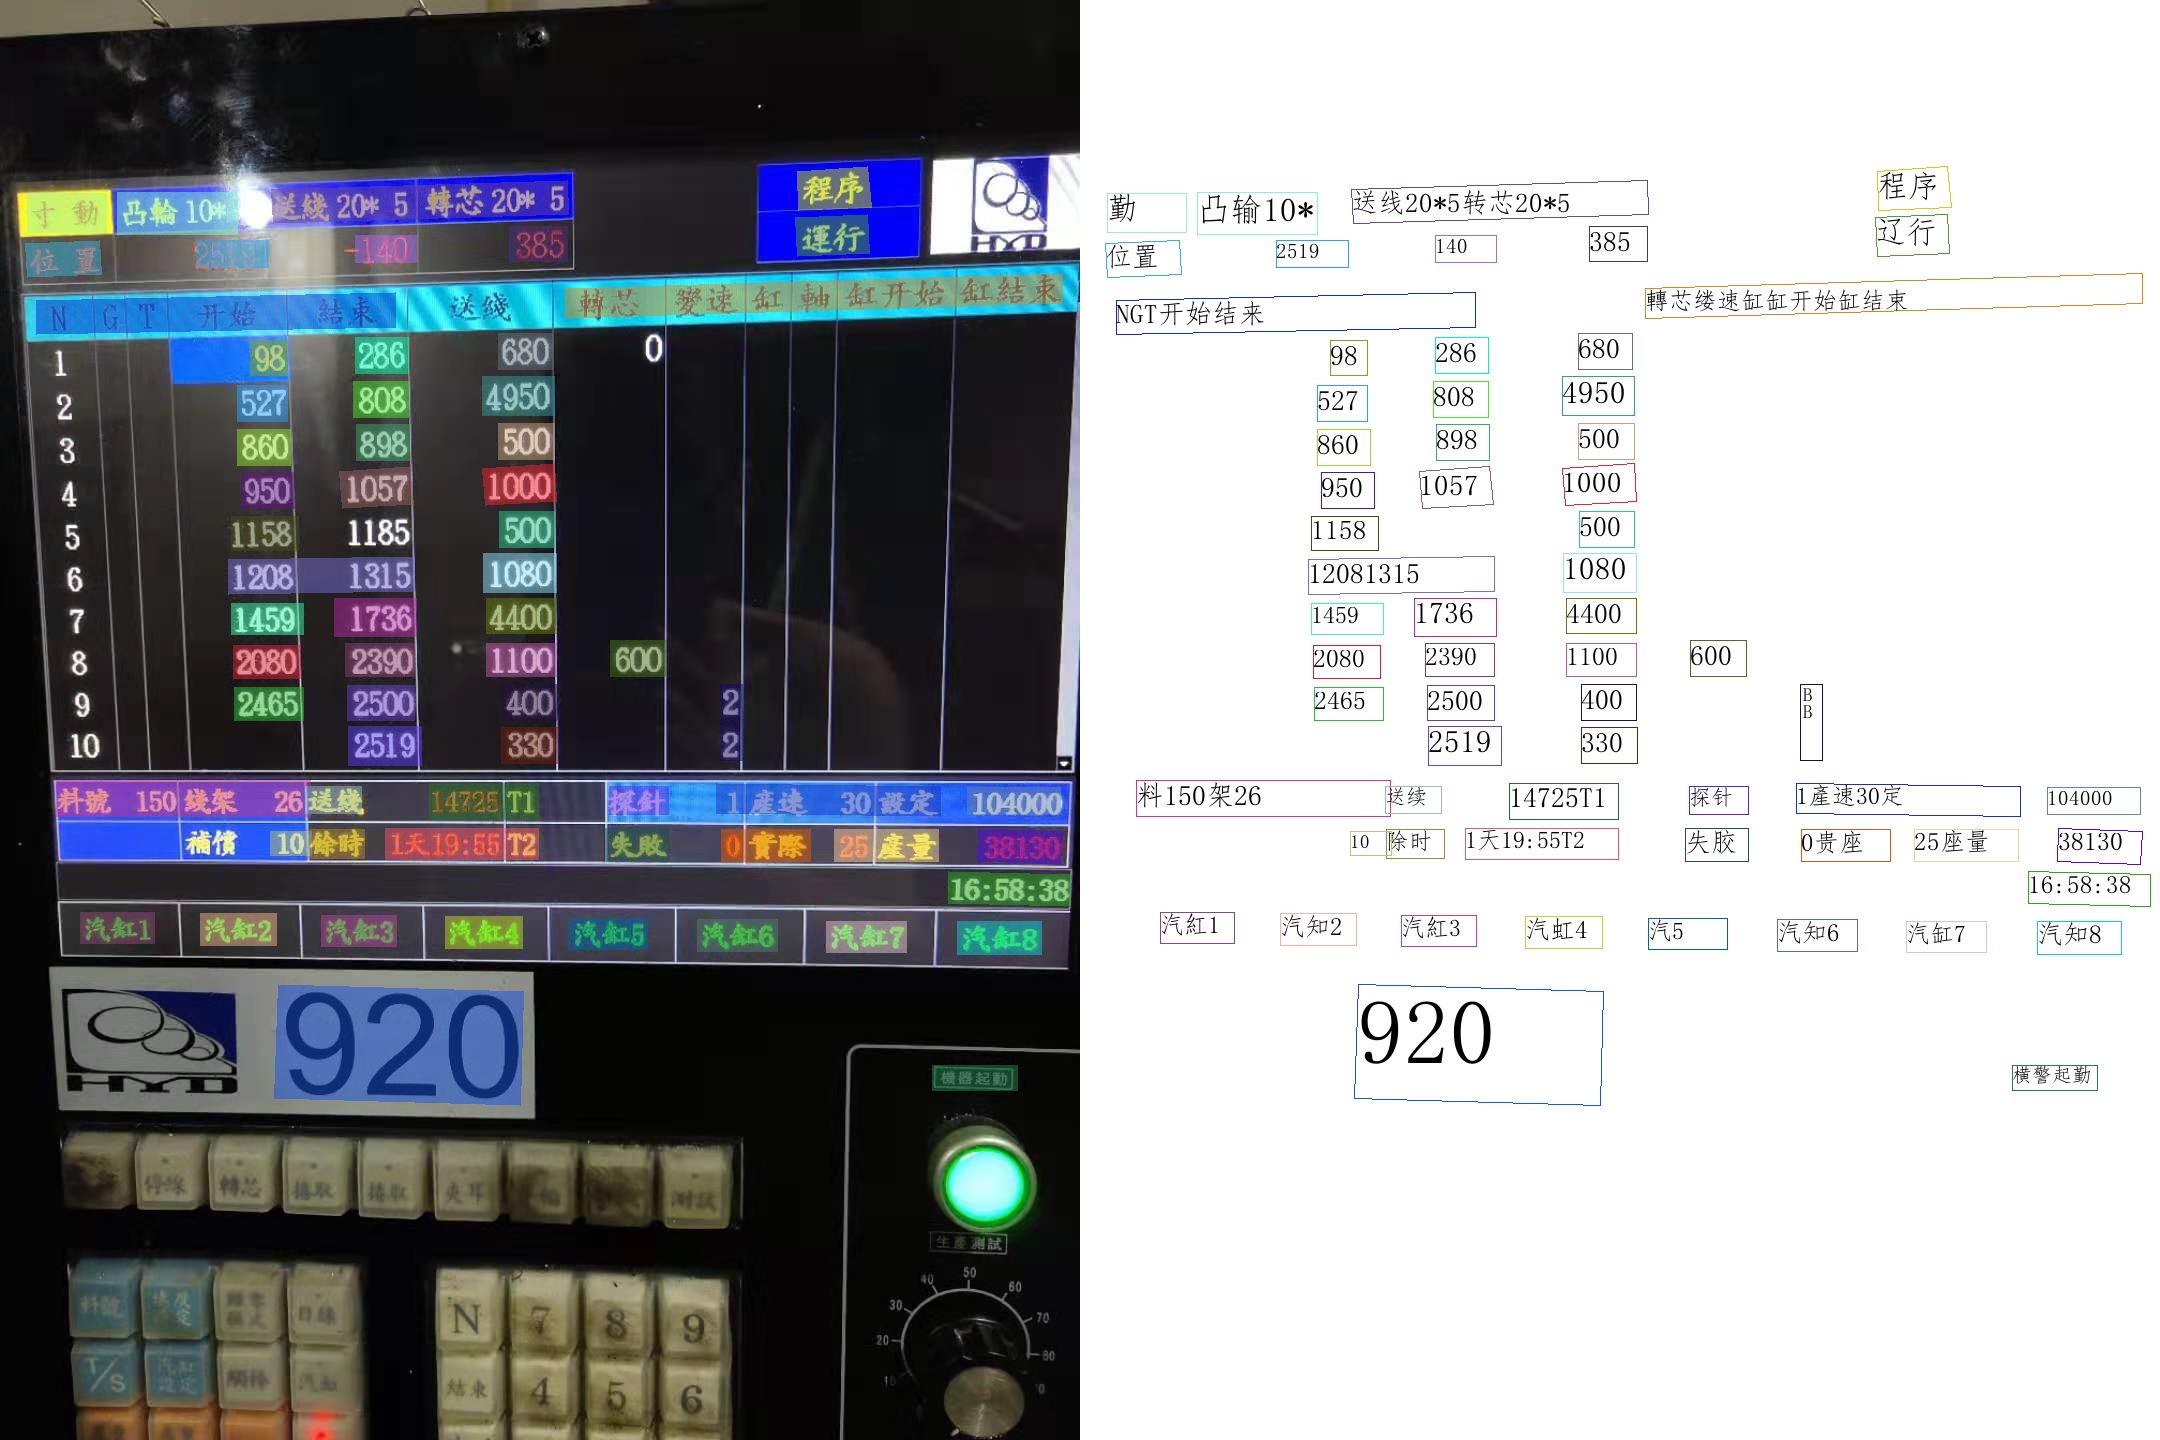 寸動 凸輪 10* 送綫 20* 5 轉芯 20* 5 程序
位置 2519 -140 385 運行
HYD
N G T 开始 結束 送綫 轉芯 變速 缸 軸 缸开始 缸结束
1 98 286 680 0
2 527 808 4950
3 860 898 500
4 950 1057 1000
5 1158 1185 500
6 1208 1315 1080
7 1459 1736 4400
8 2080 2390 1100 600
9 2465 2500 400 2
10 2519 330 2
料號 150 綫架 26 送綫 14725 T1 探針 1 產速 30 設定 104000
補償 10 餘時 1天19:55 T2 失敗 0 實際 25 產量 38130
16:58:38
汽缸1 汽缸2 汽缸3 汽缸4 汽缸5 汽缸6 汽缸7 汽缸8
HYD 920
機器起動
轉芯 測試
生產測試
料號
N 7 8 9
T/S 汽缸
結束 4 5 6
10 20 30 40 50 60 70 80
勤 凸输10* 送线20*5转芯20*5 程序
位置 2519 140 385 辽行
NGT开始结来 轉芯缕速缸缸开始缸结束
98 286 680
527 808 4950
860 898 500
950 1057 1000
1158 500
12081315 1080
1459 1736 4400
2080 2390 1100 600
2465 2500 400 B
B
2519 330
料150架26 送续 14725T1 探针 1產速30定 104000
10 除时 1天19:55T2 失胶 0贵座 25座量 38130
16:58:38
汽紅1 汽知2 汽紅3 汽虹4 汽5 汽知6 汽缸7 汽知8
920
横警起勤